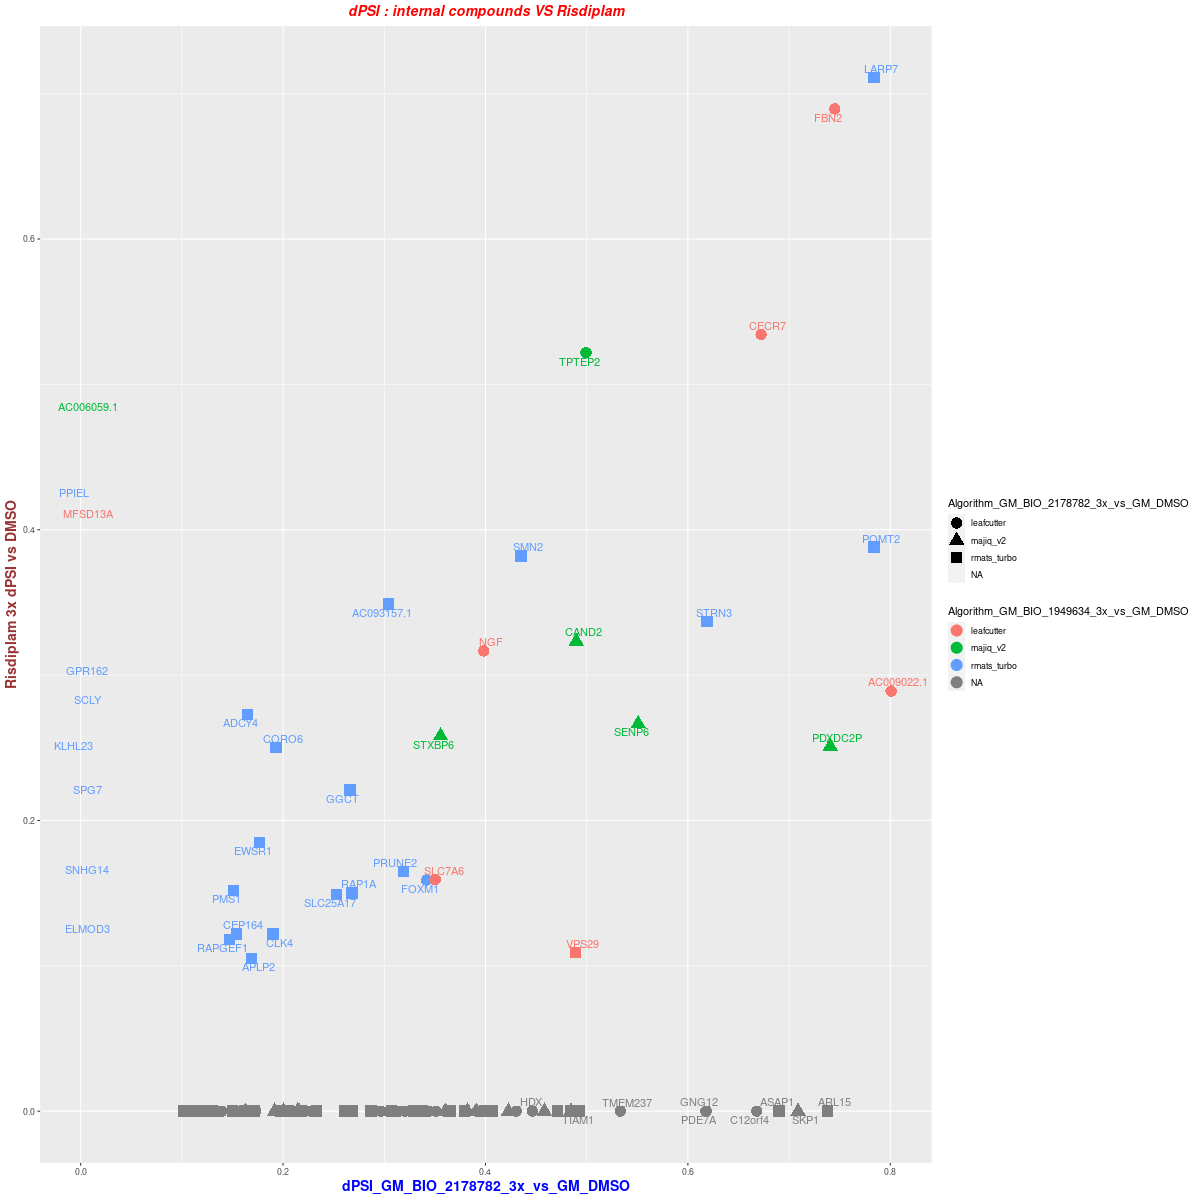 dPSI : internal compounds VS Risdiplam
LARP7
FBN2
0.6
CECR7
TPTEP2
AC006059.1
PPIEL
MFSD13A
0.4
SMN2
POMT2
AC093157.1
STRN3
CAND2
NGF
GPR162
AC009022.1
SCLY
ADCY4
SENP6
CORO6
STXBP6
PDXDC2P
KLHL23
SPG7
GGCT
0.2
EWSR1
PRUNE2
SLC7A6
SNHG14
RAP1A
FOXM1
PMS1
SLC25A17
CEP164
ELMOD3
CLK4
RAPGEF1
VPS29
APLP2
HDX
TMEM237
GNG12
ASAP1
ARL15
0.0
TIAM1
PDE7A
C12orf4
SKP1
0.0
0.2
0.4
0.6
0.8
dPSI_GM_BIO_2178782_3x_vs_GM_DMSO
Risdiplam 3x dPSI vs DMSO
Algorithm_GM_BIO_2178782_3x_vs_GM_DMSO
leafcutter
majiq_v2
rmats_turbo
NA
Algorithm_GM_BIO_1949634_3x_vs_GM_DMSO
leafcutter
majiq_v2
rmats_turbo
NA